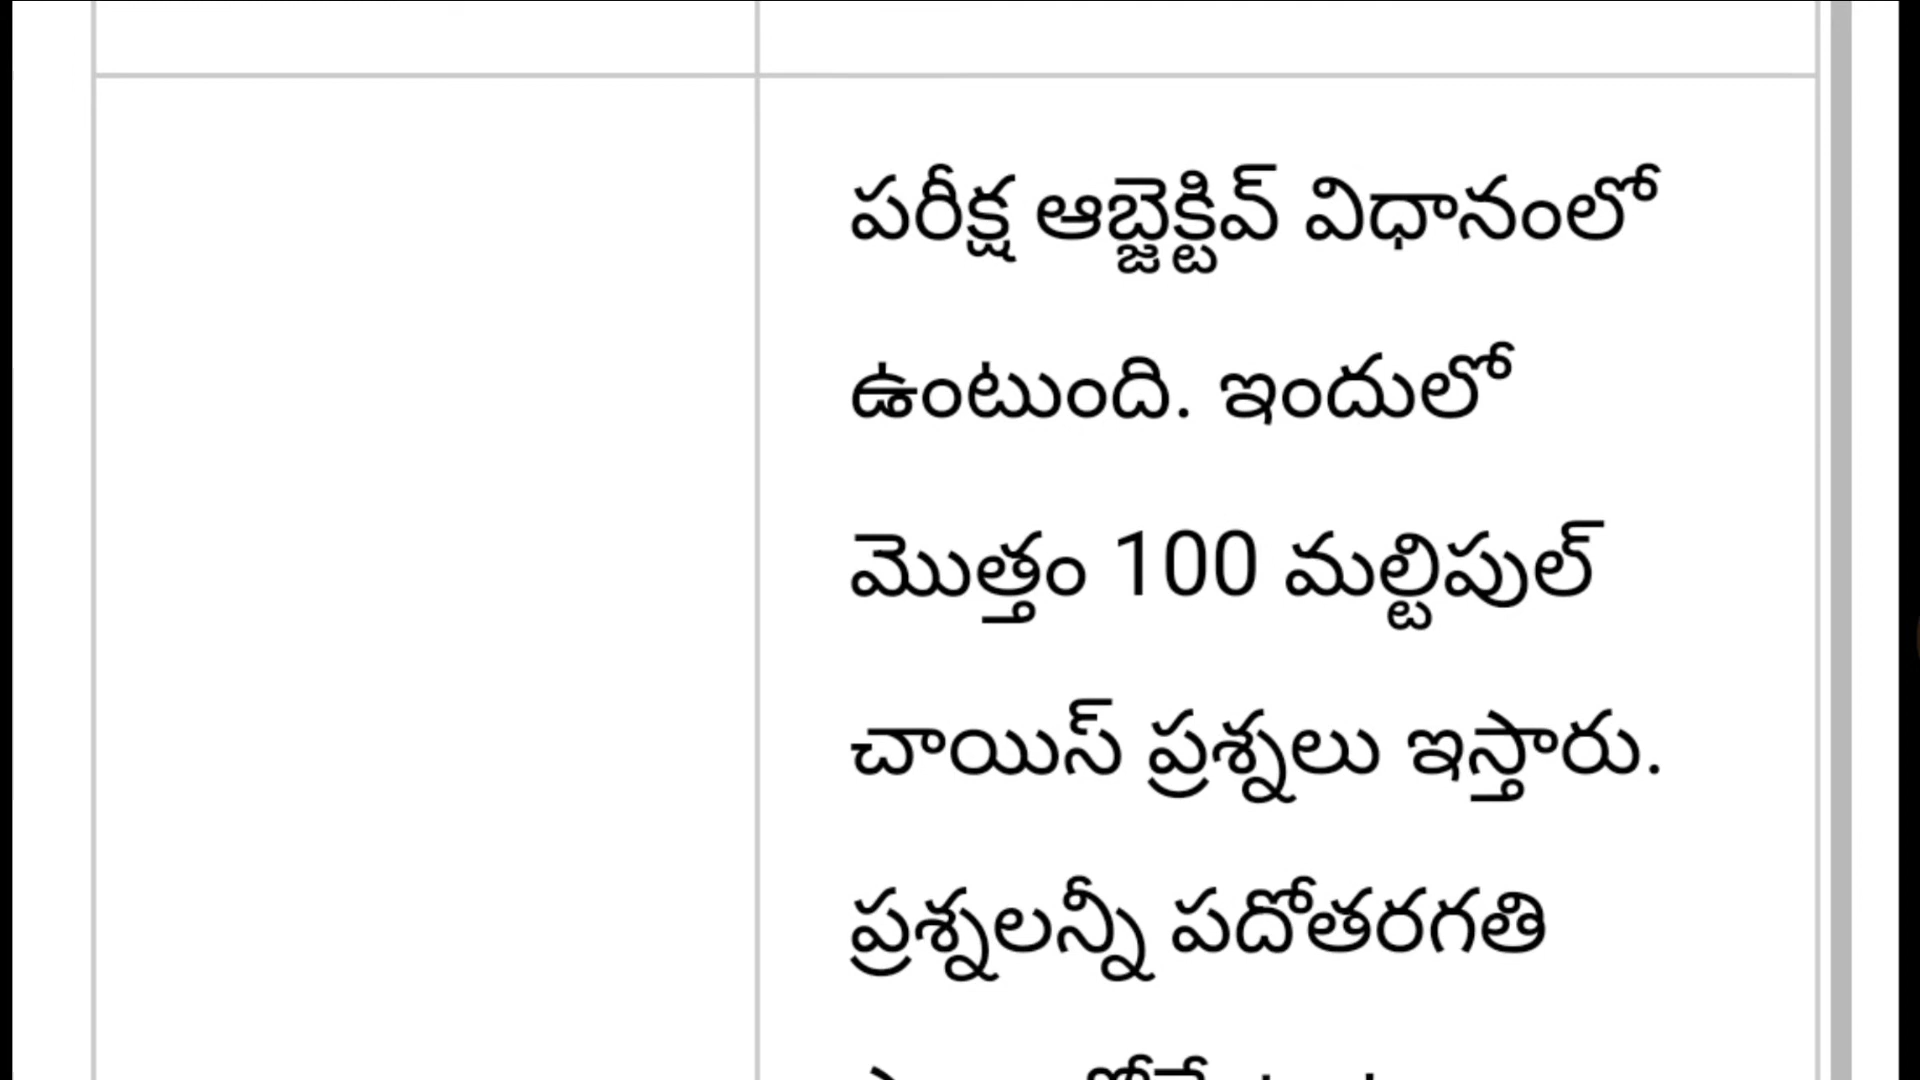 పరీక్ష ఆబ్జెక్టివ్ విధానంలో
ఉంటుంది. ఇందులో
మొత్తం 100 మల్టిపుల్
చాయిస్ ప్రశ్నలు ఇస్తారు.
ప్రశ్నలన్నీ పదోతరగతి